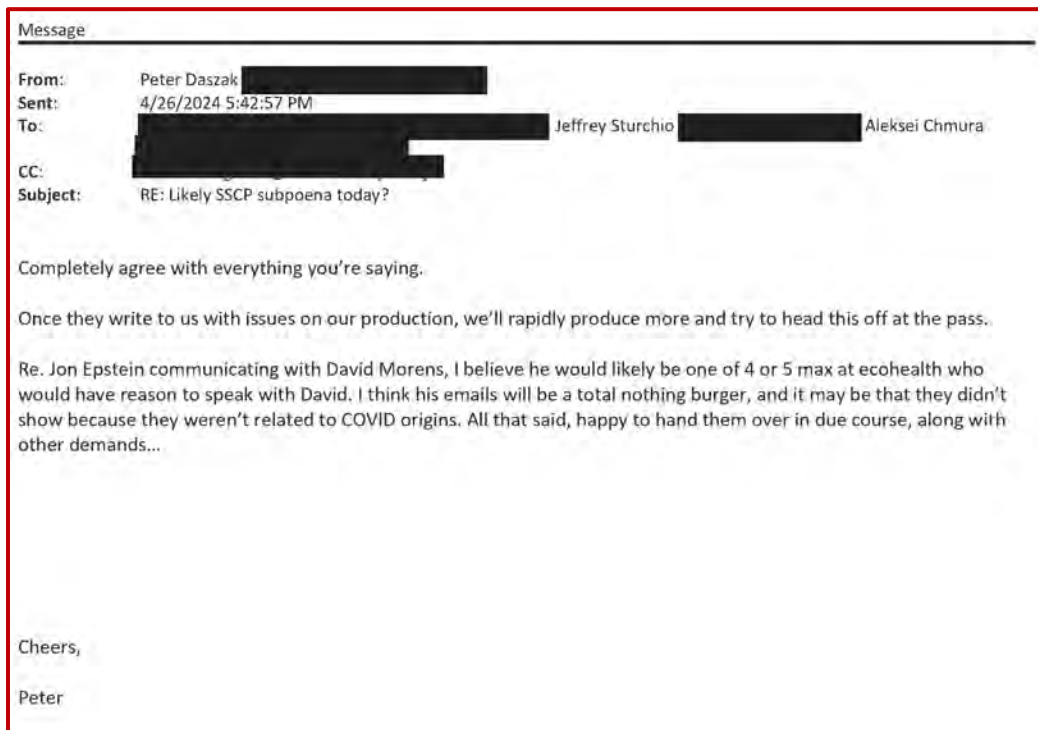 Message
From: Peter Daszak
Sent: 4/26/2024 5:42:57 PM
To: Jeffrey Sturchio Aleksei Chmura
CC:
Subject: RE: Likely SSCP subpoena today?
Completely agree with everything you're saying.
Once they write to us with issues on our production, we'll rapidly produce more and try to head this off at the pass.
Re. Jon Epstein communicating with David Morens, I believe he would likely be one of 4 or 5 max at ecohealth who
would have reason to speak with David. I think his emails will be a total nothing burger, and it may be that they didn't
show because they weren't related to COVID origins. All that said, happy to hand them over in due course, along with
other demands...
Cheers,
Peter